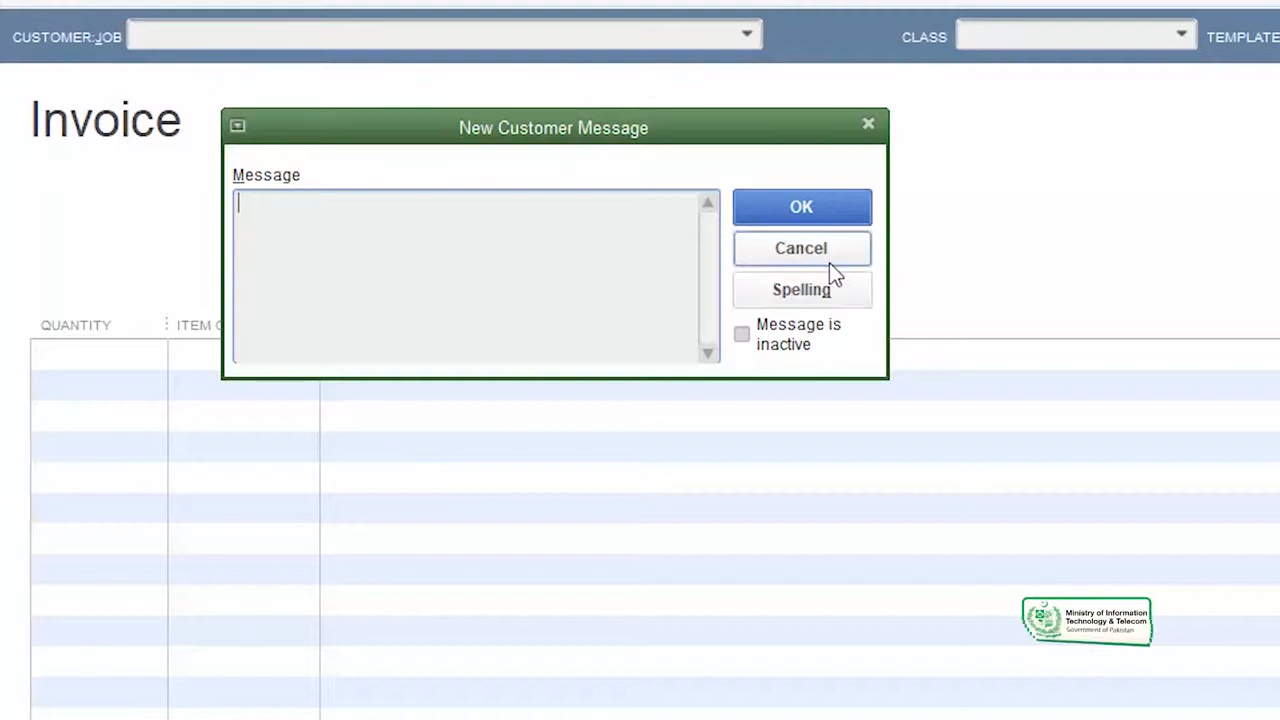 CUSTOMER:JOB
CLASS
TEMPLATE
Invoice
New Customer Message
Message
OK
Cancel
Spelling
Message is
inactive
QUANTITY
ITEM C
Ministry of Information
Technology & Telecom
Government of Pakistan